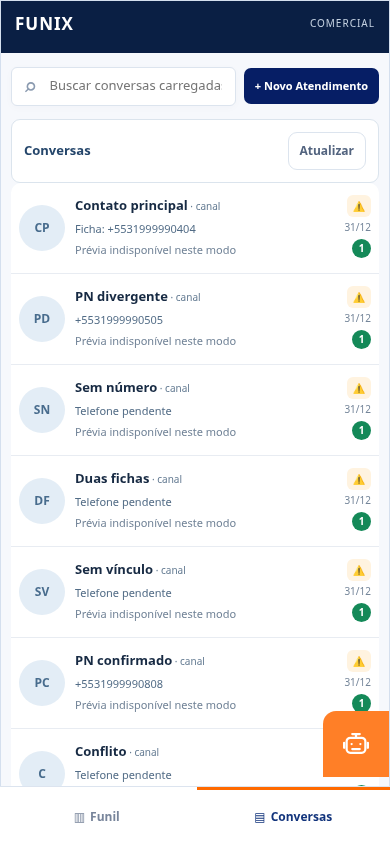 FUNIX
COMERCIAL
Buscar conversas carregada
+ Novo Atendimento
Conversas
Atualizar
CP
Contato principal · canal
Ficha: +5531999990404
31/12
Prévia indisponível neste modo
1
PD
PN divergente · canal
+5531999990505
31/12
Prévia indisponível neste modo
1
SN
Sem número · canal
Telefone pendente
31/12
Prévia indisponível neste modo
1
DF
Duas fichas · canal
Telefone pendente
31/12
Prévia indisponível neste modo
1
SV
Sem vínculo · canal
Telefone pendente
31/12
Prévia indisponível neste modo
1
PC
PN confirmado · canal
+5531999990808
31/12
Prévia indisponível neste modo
1
C
Conflito · canal
Telefone pendente
Funil
Conversas